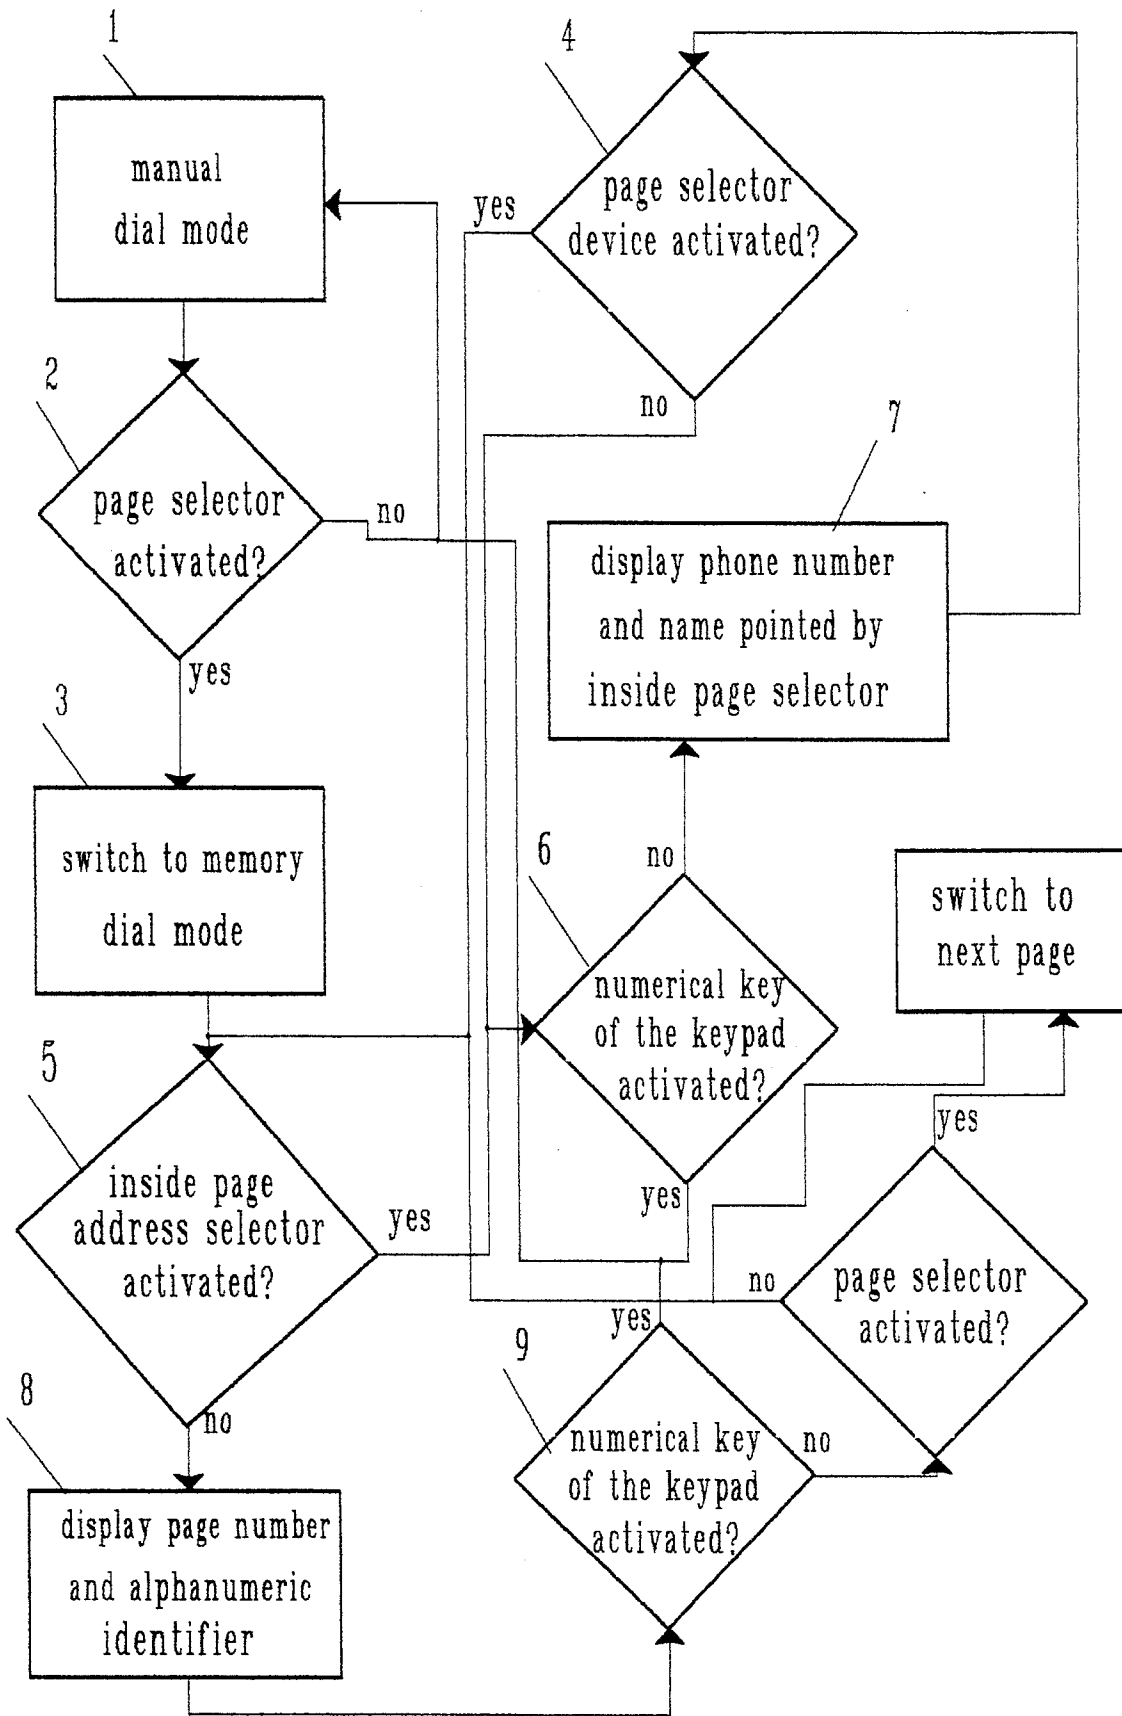 1
manual
dial mode
2
page selector
activated?
no
yes
3
switch to memory
dial mode
4
page selector
device activated?
yes
no
5
inside page
address selector
activated?
yes
no
6
no
numerical key
of the keypad
activated?
yes
7
display phone number
and name pointed by
inside page selector
switch to
next page
yes
page selector
activated?
no
8
display page number
and alphanumeric
identifier
9
yes
numerical key
of the keypad
activated?
no